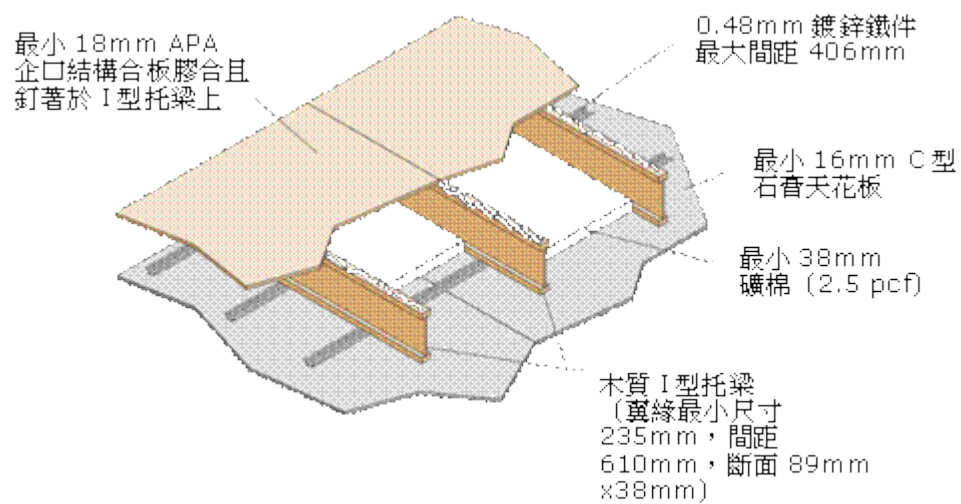 最小 18mm APA
企口結構合板膠合且
釘著於 I 型托梁上
0.48mm 鍍鋅鐵件
最大間距 406mm
最小 16mm C 型
石膏天花板
最小 38mm
礦棉 (2.5 pcf)
木質 I 型托梁
(翼緣最小尺寸
235mm，間距
610mm，斷面 89mm
x38mm)